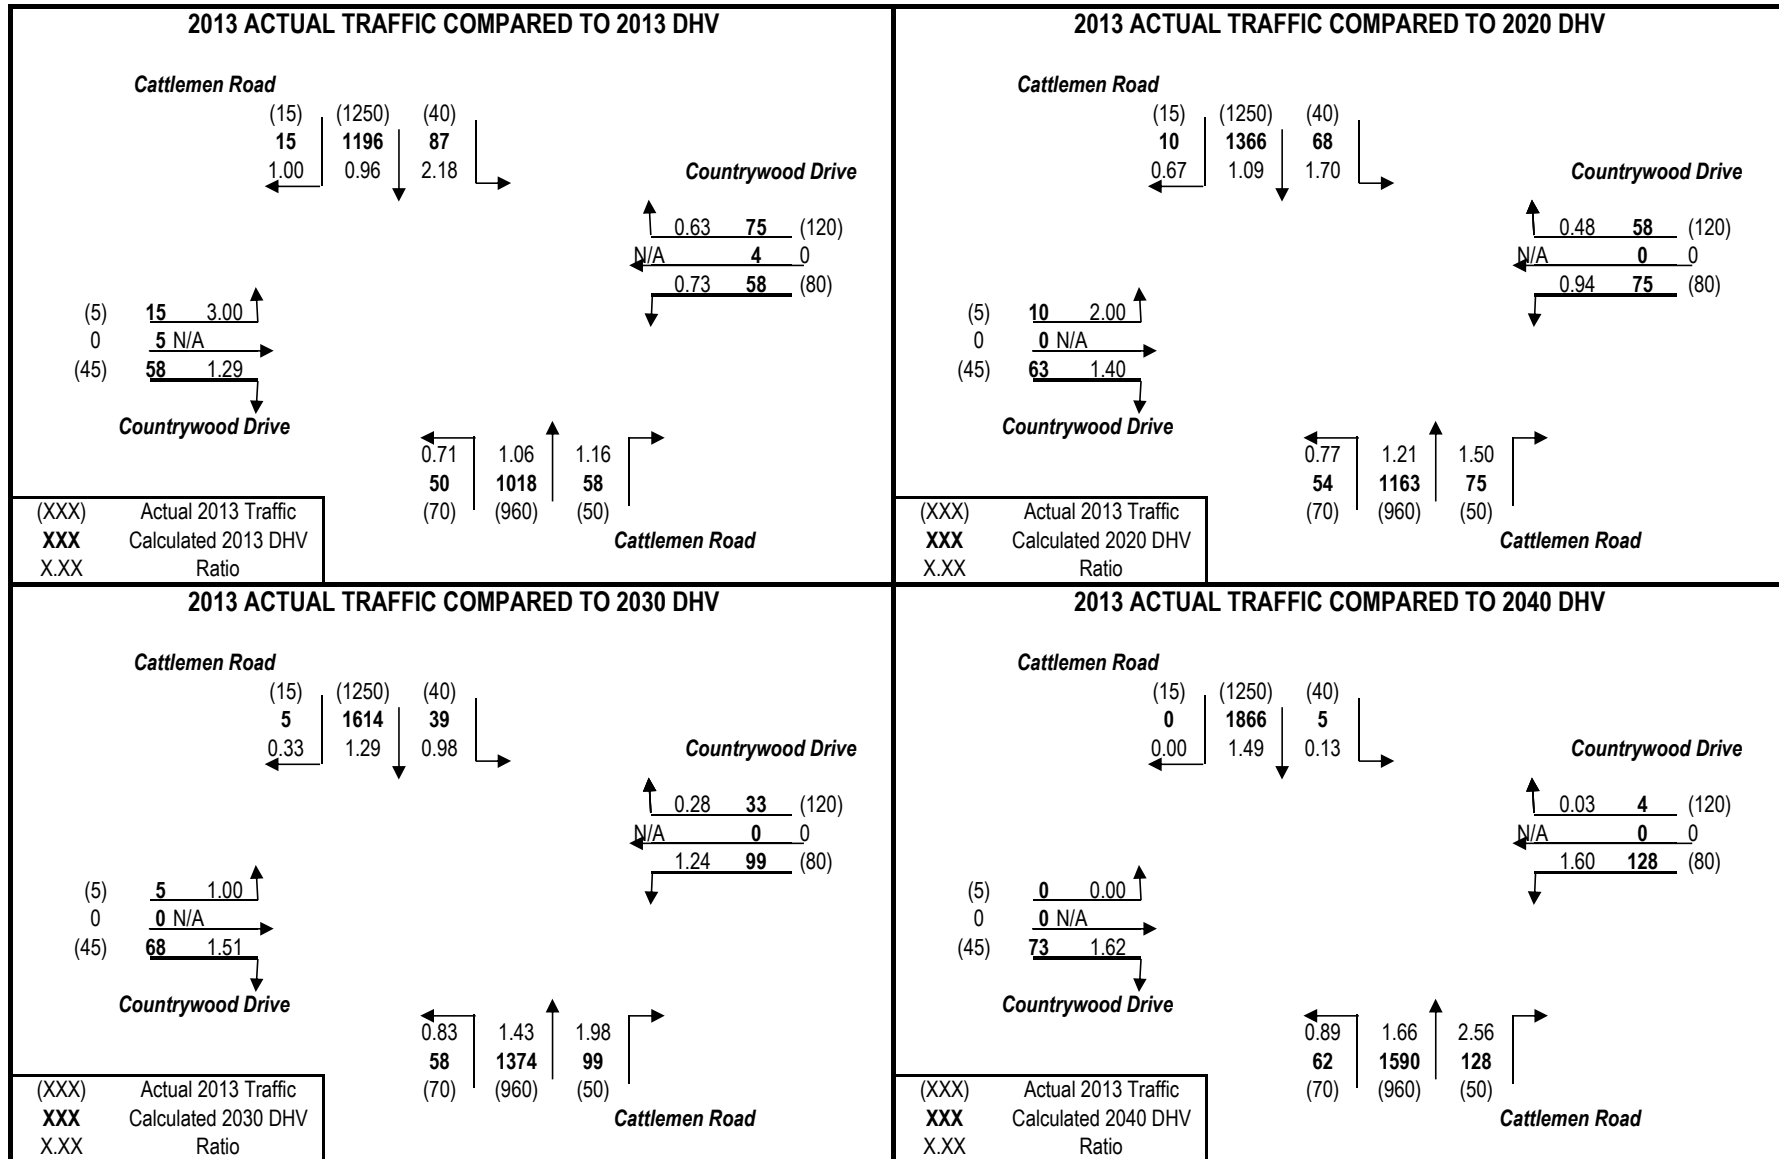 2013 ACTUAL TRAFFIC COMPARED TO 2013 DHV
Cattlemen Road
(15) (1250) (40)
15 1196 87
1.00 0.96 2.18
Countrywood Drive
0.63 75 (120)
N/A 4 0
0.73 58 (80)
(5) 15 3.00
0 5 N/A
(45) 58 1.29
Countrywood Drive
0.71 1.06 1.16
50 1018 58
(70) (960) (50)
Cattlemen Road
(XXX) Actual 2013 Traffic
XXX Calculated 2013 DHV
X.XX Ratio
2013 ACTUAL TRAFFIC COMPARED TO 2020 DHV
Cattlemen Road
(15) (1250) (40)
10 1366 68
0.67 1.09 1.70
Countrywood Drive
0.48 58 (120)
N/A 0 0
0.94 75 (80)
(5) 10 2.00
0 0 N/A
(45) 63 1.40
Countrywood Drive
0.77 1.21 1.50
54 1163 75
(70) (960) (50)
Cattlemen Road
(XXX) Actual 2013 Traffic
XXX Calculated 2020 DHV
X.XX Ratio
2013 ACTUAL TRAFFIC COMPARED TO 2030 DHV
Cattlemen Road
(15) (1250) (40)
5 1614 39
0.33 1.29 0.98
Countrywood Drive
0.28 33 (120)
N/A 0 0
1.24 99 (80)
(5) 5 1.00
0 0 N/A
(45) 68 1.51
Countrywood Drive
0.83 1.43 1.98
58 1374 99
(70) (960) (50)
Cattlemen Road
(XXX) Actual 2013 Traffic
XXX Calculated 2030 DHV
X.XX Ratio
2013 ACTUAL TRAFFIC COMPARED TO 2040 DHV
Cattlemen Road
(15) (1250) (40)
0 1866 5
0.00 1.49 0.13
Countrywood Drive
0.03 4 (120)
N/A 0 0
1.60 128 (80)
(5) 0 0.00
0 0 N/A
(45) 73 1.62
Countrywood Drive
0.89 1.66 2.56
62 1590 128
(70) (960) (50)
Cattlemen Road
(XXX) Actual 2013 Traffic
XXX Calculated 2040 DHV
X.XX Ratio